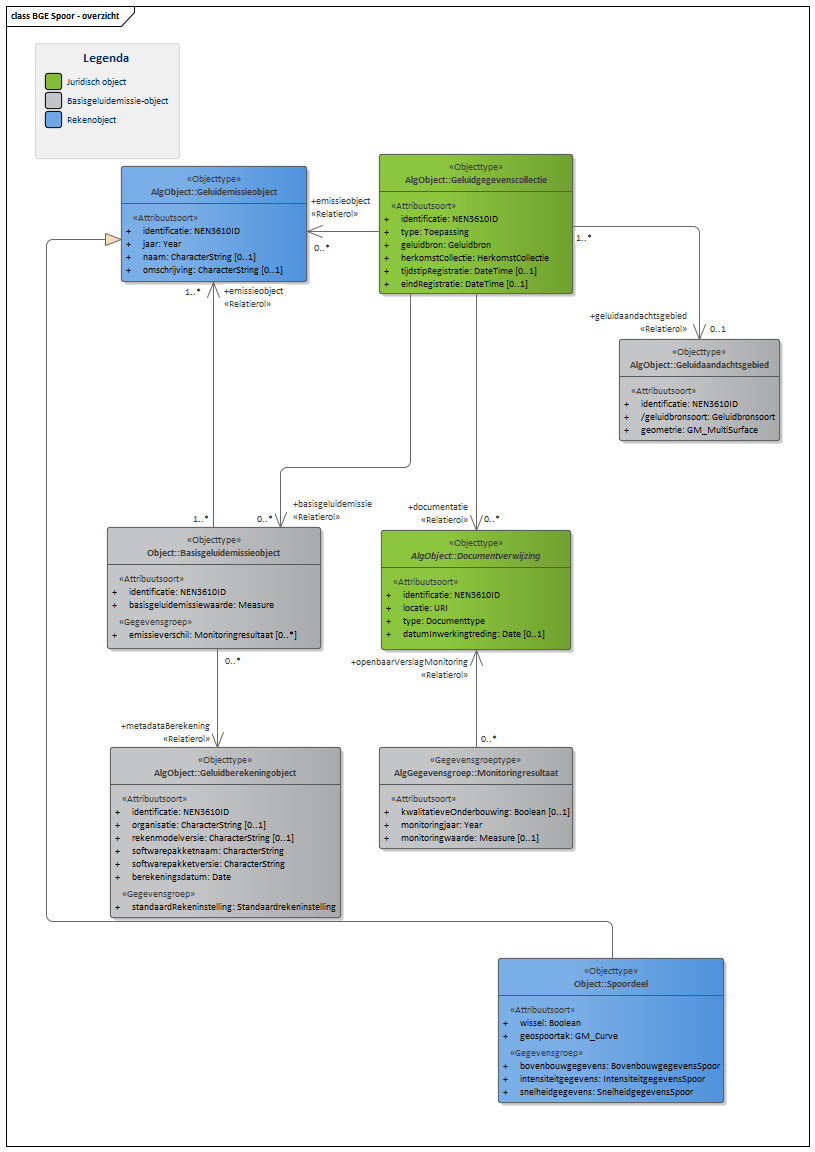 class BGE Spoor - overzicht
Legenda
Juridisch object
Basisgeluidemissie-object
Rekenobject
«Objecttype»
AlgObject::Geluidemissieobject
«Attribuutsoort»
+ identificatie: NEN3610ID
+ jaar: Year
+ naam: CharacterString [0..1]
+ omschrijving: CharacterString [0..1]
+emissieobject
«Relatierol»
0..*
«Objecttype»
AlgObject::Geluidgegevenscollectie
«Attribuutsoort»
+ identificatie: NEN3610ID
+ type: Toepassing
+ geluidbron: Geluidbron
+ herkomstCollectie: HerkomstCollectie
+ tijdstipRegistratie: DateTime [0..1]
+ eindRegistratie: DateTime [0..1]
1..*
1..*
+emissieobject
«Relatierol»
+geluidaandachtsgebied
«Relatierol»
0..1
«Objecttype»
AlgObject::Geluidaandachtsgebied
«Attribuutsoort»
+ identificatie: NEN3610ID
+ /geluidbronsoort: Geluidbronsoort
+ geometrie: GM_MultiSurface
1..*
0..*
+basisgeluidemissie
«Relatierol»
+documentatie
«Relatierol»
0..*
«Objecttype»
Object::Basisgeluidemissieobject
«Attribuutsoort»
+ identificatie: NEN3610ID
+ basisgeluidemissiewaarde: Measure
«Gegevensgroep»
+ emissieverschil: Monitoringresultaat [0..*]
«Objecttype»
AlgObject::Documentverwijzing
«Attribuutsoort»
+ identificatie: NEN3610ID
+ locatie: URI
+ type: Documenttype
+ datumInwerkingtreding: Date [0..1]
0..*
+openbaarVerslagMonitoring
«Relatierol»
+metadataBerekening
«Relatierol»
0..*
«Objecttype»
AlgObject::Geluidberekeningobject
«Attribuutsoort»
+ identificatie: NEN3610ID
+ organisatie: CharacterString [0..1]
+ rekenmodelversie: CharacterString [0..1]
+ softwarepakketnaam: CharacterString
+ softwarepakketversie: CharacterString
+ berekeningsdatum: Date
«Gegevensgroep»
+ standaardRekeninstelling: Standaardrekeninstelling
«Gegevensgroeptype»
AlgGegevensgroep::Monitoringresultaat
«Attribuutsoort»
+ kwalitatieveOnderbouwing: Boolean [0..1]
+ monitoringjaar: Year
+ monitoringwaarde: Measure [0..1]
«Objecttype»
Object::Spoordeel
«Attribuutsoort»
+ wissel: Boolean
+ geospoortak: GM_Curve
«Gegevensgroep»
+ bovenbouwgegevens: BovenbouwgegevensSpoor
+ intensiteitgegevens: IntensiteitgegevensSpoor
+ snelheidgegevens: SnelheidgegevensSpoor